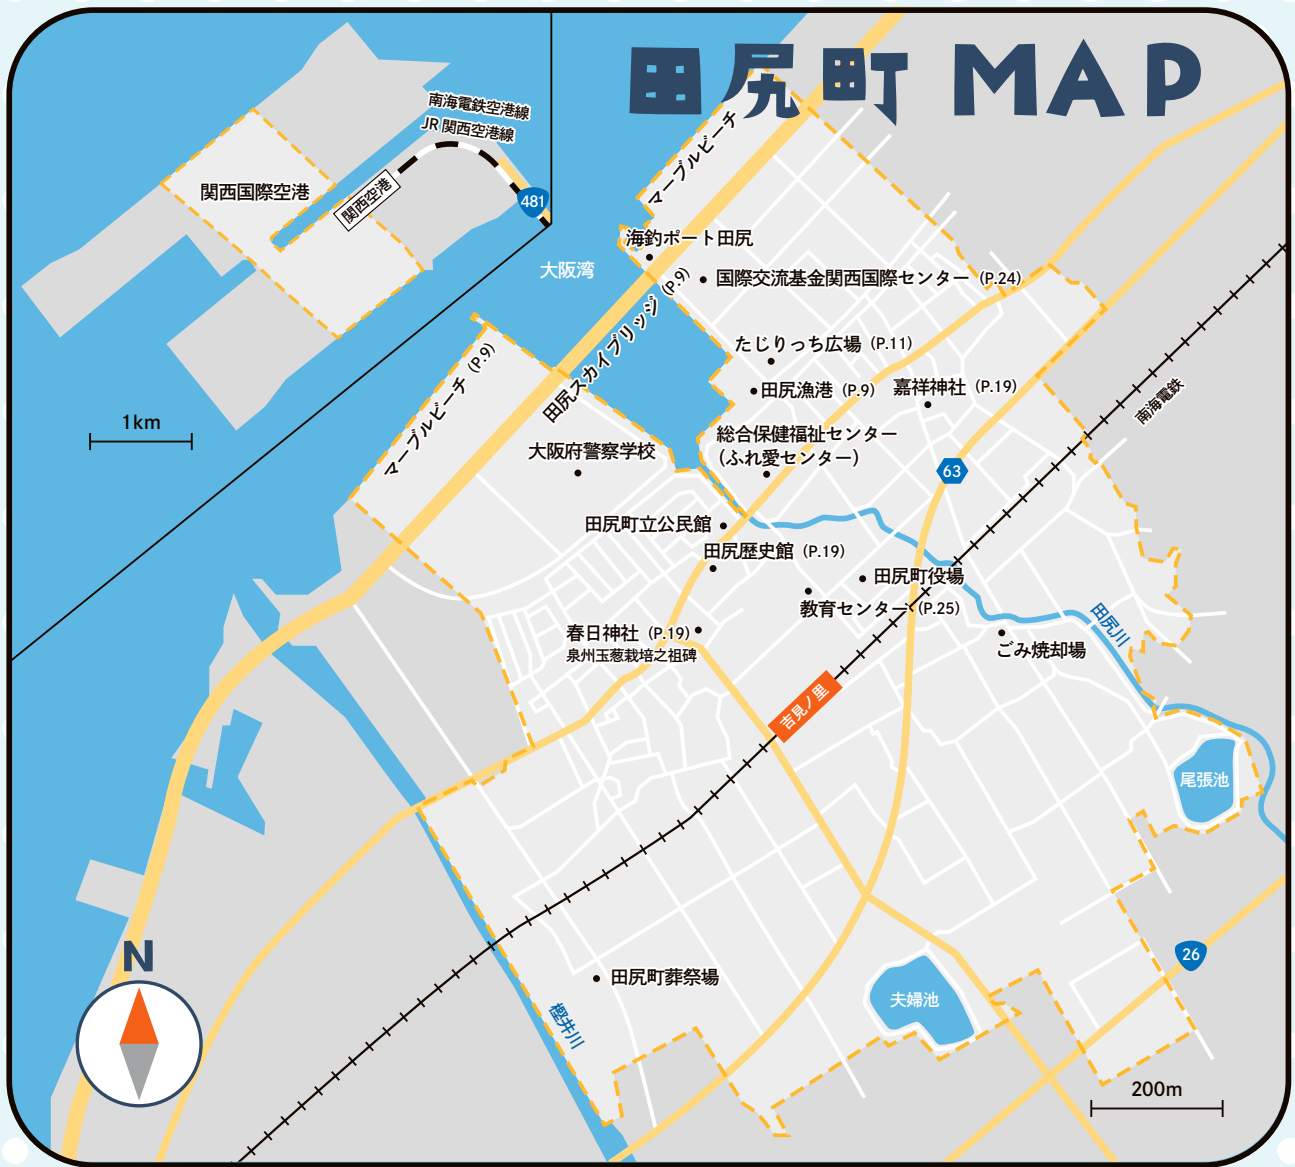 田尻町 MAP
南海電鉄空港線
JR 関西空港線
関西国際空港
関西空港
481
大阪湾
1km
マーブルビーチ
海釣ポート田尻
国際交流基金関西国際センター (P.24)
田尻スカイブリッジ (P.9)
たじりっち広場 (P.11)
マーブルビーチ (P.9)
田尻漁港 (P.9)
嘉祥神社 (P.19)
南海電鉄
総合保健福祉センター
(ふれ愛センター)
大阪府警察学校
63
田尻町立公民館
田尻歴史館 (P.19)
田尻町役場
教育センター (P.25)
田尻川
春日神社 (P.19)
泉州玉葱栽培之祖碑
ごみ焼却場
吉見ノ里
尾張池
N
26
田尻町葬祭場
夫婦池
樫井川
200m